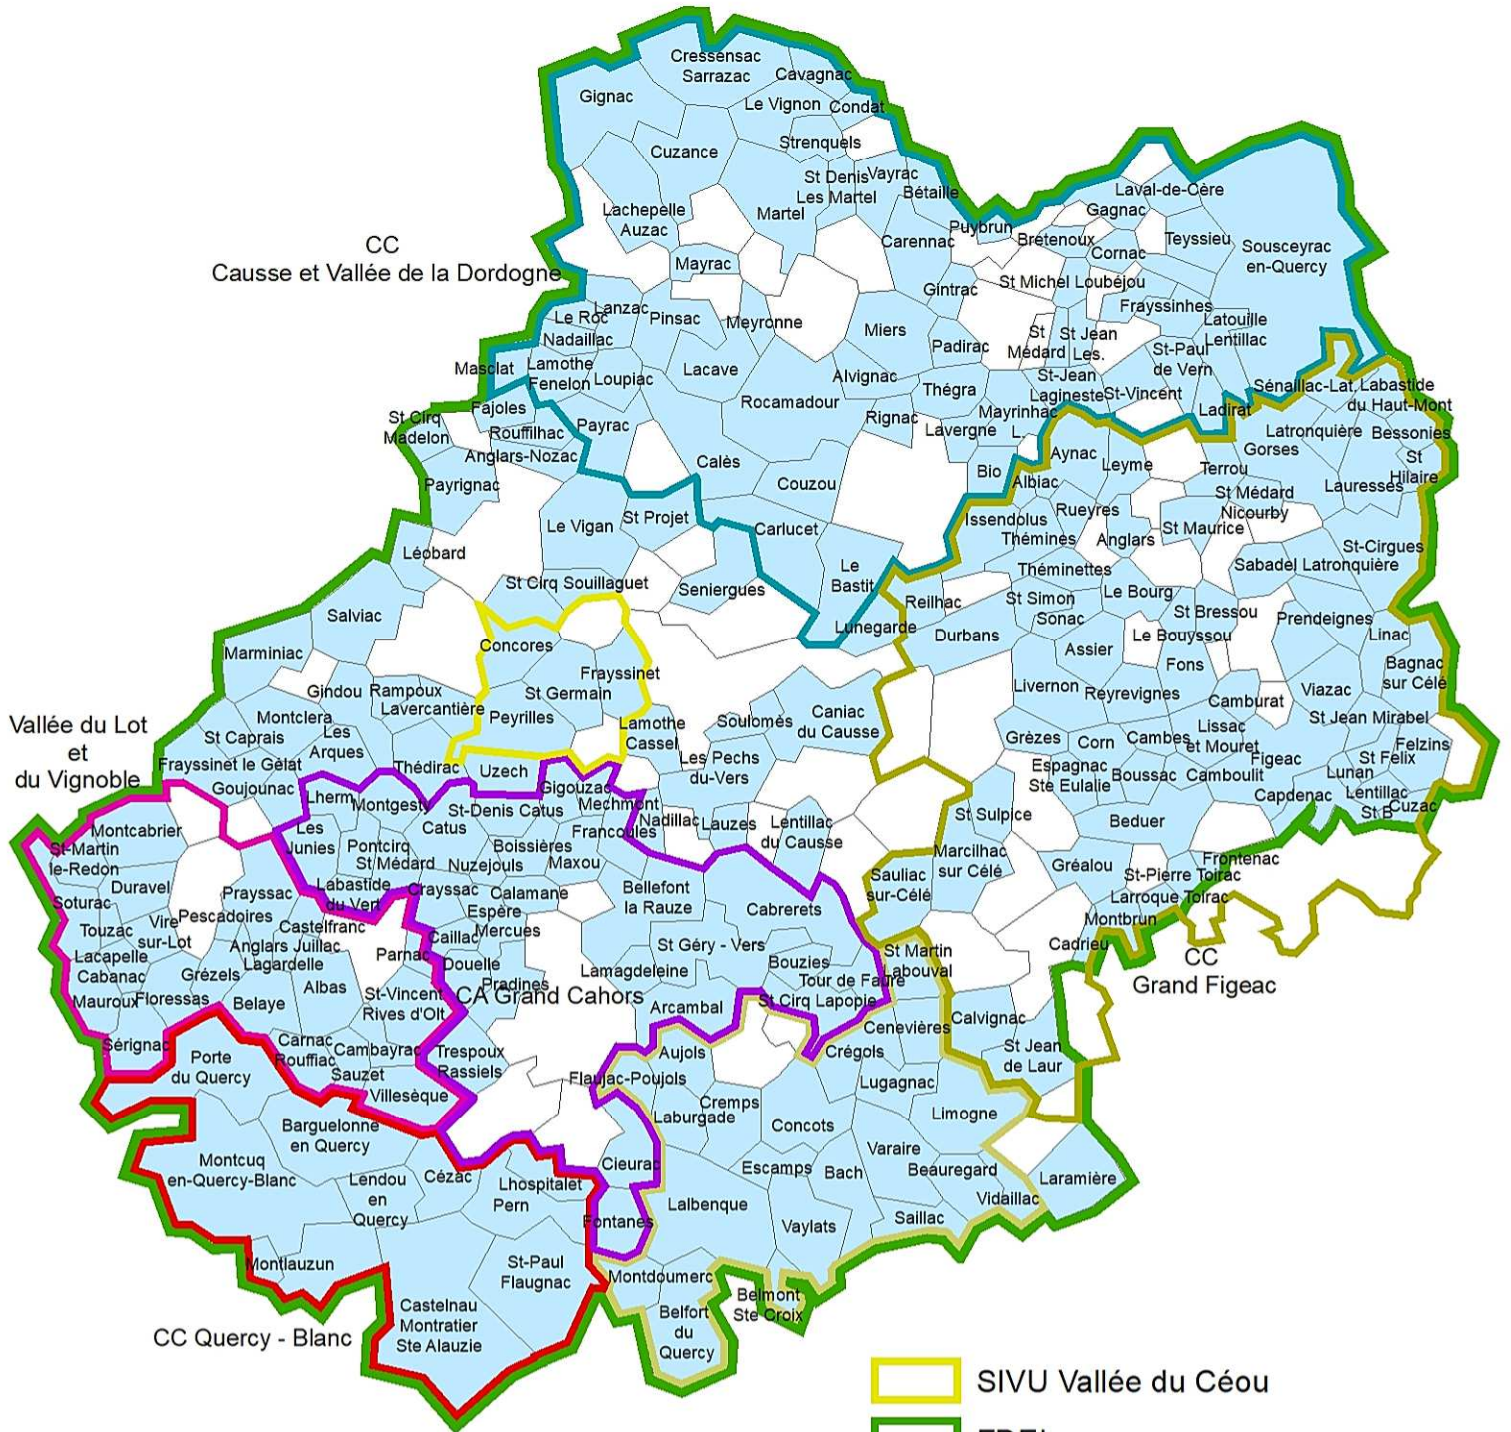 Cressensac
Sarrazac
Cavagnac
Gignac
Le Vignon
Condat
Strenquels
Cuzance
St Denis
Les Martel
Vayrac
Bétaille
Laval-de-Cère
Lachepelle
Auzac
Martel
Gagnac
Puybrun
Bretenoux
Carennac
Teyssieu
Cornac
Sousceyrac
en-Quercy
CC
Causse et Vallée de la Dordogne
Mayrac
Gintrac
St Michel Loubéjou
Frayssinhes
Lanzac
Le Roc
Nadaillac
Pinsac
Meyronne
Miers
Latouille
Lentillac
St
Médard
St Jean
Les.
Padirac
St-Paul
de Vern
Masclat
Lamothe
Fenelon
Loupiac
Lacave
Alvignac
Thégra
St-Jean
Lagineste
St-Vincent
Sénaillac-Lat
Labastide
du Haut-Mont
St Cirq
Madelon
Fajoles
Rouffilhac
Payrac
Rocamadour
Rignac
Mayrinhac
L.
Lavergne
Ladirat
Latronquière
Bessonies
Anglars-Nozac
Calès
Gorses
Payrignac
Couzou
Bio
Aynac
Leyme
Terrou
St
Hilaire
Albiac
Lauresses
Le Vigan
St Projet
Carlucet
Issendolus
Rueyres
St Médard
Nicourby
Thémines
Anglars
St Maurice
Léobard
St-Cirgues
Théminettes
Sabadel Latronquière
St Cirq Souillaguet
Seniergues
Le
Bastit
Reilhac
St Simon
Le Bourg
Salviac
Lunegarde
Sonac
St Bressou
Prendeignes
Durbans
Le Bouyssou
Linac
Marminiac
Concores
Assier
Fons
Bagnac
sur Célé
Frayssinet
Gindou
Rampoux
Lavercantière
St Germain
Livernon
Reyrevignes
Camburat
Viazac
Montclera
Peyrilles
Lamothe
Cassel
Soulomès
Caniac
du Causse
St Jean Mirabel
Vallée du Lot
et
du Vignoble
St Caprais
Les
Arques
Grèzes
Corn
Cambes
Lissac
et Mouret
Felzins
Frayssinet le Gélat
Thédirac
Uzech
Les Pechs
du-Vers
Espagnac
Ste Eulalie
Boussac
Camboulit
Figeac
St Felix
Lunan
Goujounac
Gigouzac
Capdenac
Lentillac
St B
Cuzac
Lherm
Montgesty
St-Denis Catus
Mechmont
Nadillac
Lauzes
Lentillac
du Causse
St Sulpice
Beduer
Montcabrier
Les
Junies
Catus
Francoules
St-Martin
le-Redon
Pontcirq
St Médard
Boissières
Nuzejouls
Maxou
Marcilhac
sur Célé
Gréalou
Frontenac
St-Pierre Toirac
Duravel
Prayssac
Labastide
du Vert
Crayssac
Calamane
Bellefont
la Rauze
Sauliac
sur-Célé
Larroque Toirac
Soturac
Pescadoires
Castelfranc
Espère
Mercues
Cabrerets
Montbrun
Touzac
Vire
sur-Lot
Anglars Juillac
Caillac
St Géry - Vers
St Martin
Labouval
Cadrieu
CC
Grand Figeac
Lacapelle
Cabanac
Grézels
Lagardelle
Parnac
Douelle
Lamagdeleine
Bouzies
Tour de Faure
Mauroux
Floressas
Belaye
Albas
St-Vincent
Rives d'Olt
Pradines
CA Grand Cahors
Arcambal
St Cirq Lapopie
Calvignac
Cenevières
Sérignac
Carnac
Rouffiac
Cambayrac
Trespoux
Rassiels
Aujols
Crégols
St Jean
de Laur
Porte
du Quercy
Sauzet
Villesèque
Flaujac-Poujols
Lugagnac
Laburgade
Cremps
Concots
Limogne
Barguelonne
en Quercy
Varaire
Montcuq
en-Quercy-Blanc
Cézac
Lhospitalet
Cieurac
Escamps
Bach
Beauregard
Laramière
Lendou
en
Quercy
Pern
Lalbenque
Vidaillac
Fontanes
Vaylats
Saillac
Montlauzun
St-Paul
Flaugnac
Montdoumerc
Castelnau
Montratier
Ste Alauzie
Belfort
du
Quercy
Belmont
Ste Croix
CC Quercy - Blanc
SIVU Vallée du Céou